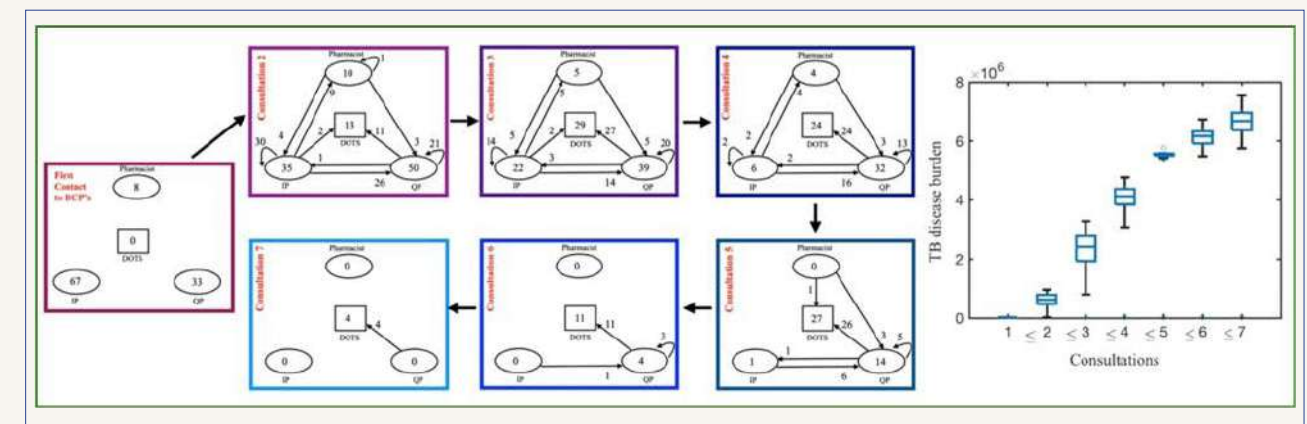 First
Contact
for BCP's
Pharmacist
8
0
DOTS
67
33
IP
QP
Consultation 2
Pharmacist
10
1
9
4
2
13
11
3
DOTS
30
21
35
1
50
IP
26
QP
Consultation 3
Pharmacist
5
5
5
2
29
27
5
DOTS
14
20
22
3
39
IP
14
QP
Consultation 4
Pharmacist
4
4
2
24
24
3
DOTS
2
13
6
2
32
IP
16
QP
Consultation 5
Pharmacist
0
1
27
26
3
DOTS
5
1
1
14
IP
6
QP
Consultation 6
Pharmacist
0
11
11
DOTS
3
0
4
IP
1
QP
Consultation 7
Pharmacist
0
4
4
DOTS
0
0
IP
QP
×10⁶
8
6
4
2
0
TB disease burden
1 ≤ 2 ≤ 3 ≤ 4 ≤ 5 ≤ 6 ≤ 7
Consultations